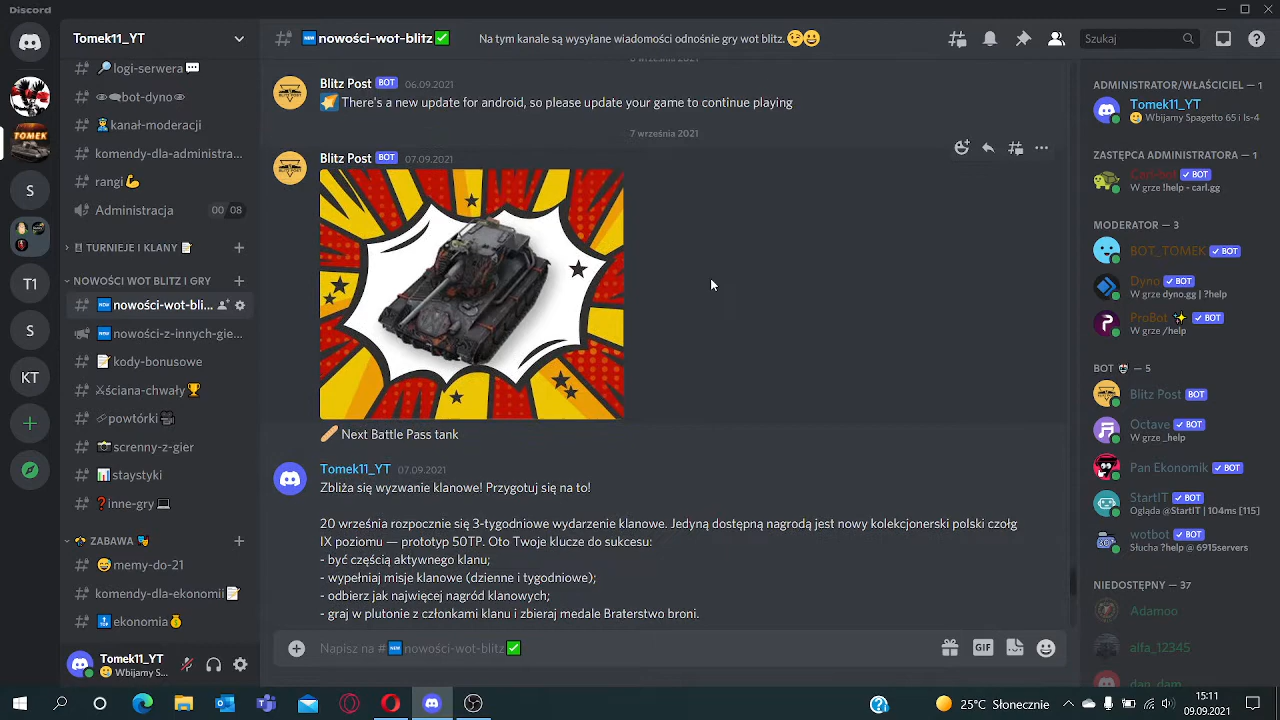 Discord
Tomek11_YT
logi-serwera
bot-dyno
kanał-moderacji
komendy-dla-administra...
rangi
Administracja
00 08
TURNIEJE I KLANY
NOWOŚCI WOT BLITZ I GRY
nowości-wot-bli...
nowości-z-innych-gie...
kody-bonusowe
ściana-chwały
powtórki
screnny-z-gier
staystyki
inne-gry
ZABAWA
memy-do-21
komendy-dla-ekonomii
ekonomia
Tomek11_YT
Wbijamy S...
TOMEK
S
T1
S
KT
nowości-wot-blitz
Na tym kanale są wysyłane wiadomości odnośnie gry wot blitz.
Szukaj
Blitz Post BOT 06.09.2021
There's a new update for android, so please update your game to continue playing
7 września 2021
Blitz Post BOT 07.09.2021
Next Battle Pass tank
Tomek11_YT 07.09.2021
Zbliża się wyzwanie klanowe! Przygotuj się na to!
20 września rozpocznie się 3-tygodniowe wydarzenie klanowe. Jedyną dostępną nagrodą jest nowy kolekcjonerski polski czołg
IX poziomu — prototyp 50TP. Oto Twoje klucze do sukcesu:
- być częścią aktywnego klanu;
- wypełniaj misje klanowe (dzienne i tygodniowe);
- odbierz jak najwięcej nagród klanowych;
- graj w plutonie z członkami klanu i zbieraj medale Braterstwo broni.
Napisz na # nowości-wot-blitz
GIF
ADMINISTRATOR/WŁAŚCICIEL — 1
Tomek11_YT
Wbijamy Spagetto 65 i Is-4
ZASTĘPCA ADMINISTRATORA — 1
Carl-bot BOT
W grze help - carl.gg
MODERATOR — 3
BOT_TOMEK BOT
Dyno BOT
W grze dyno.gg | ?help
ProBot BOT
W grze /help
BOT — 5
Blitz Post BOT
Octave BOT
W grze _help
Pan Ekonomik BOT
StartIT BOT
Ogląda @StartIT | 104ms [115]
wotbot BOT
Słucha ?help @ 6915servers
NIEDOSTĘPNY — 37
Adamoo
alfa_12345
dan_dam
25°C Słonecznie
15:11
09.09.2021